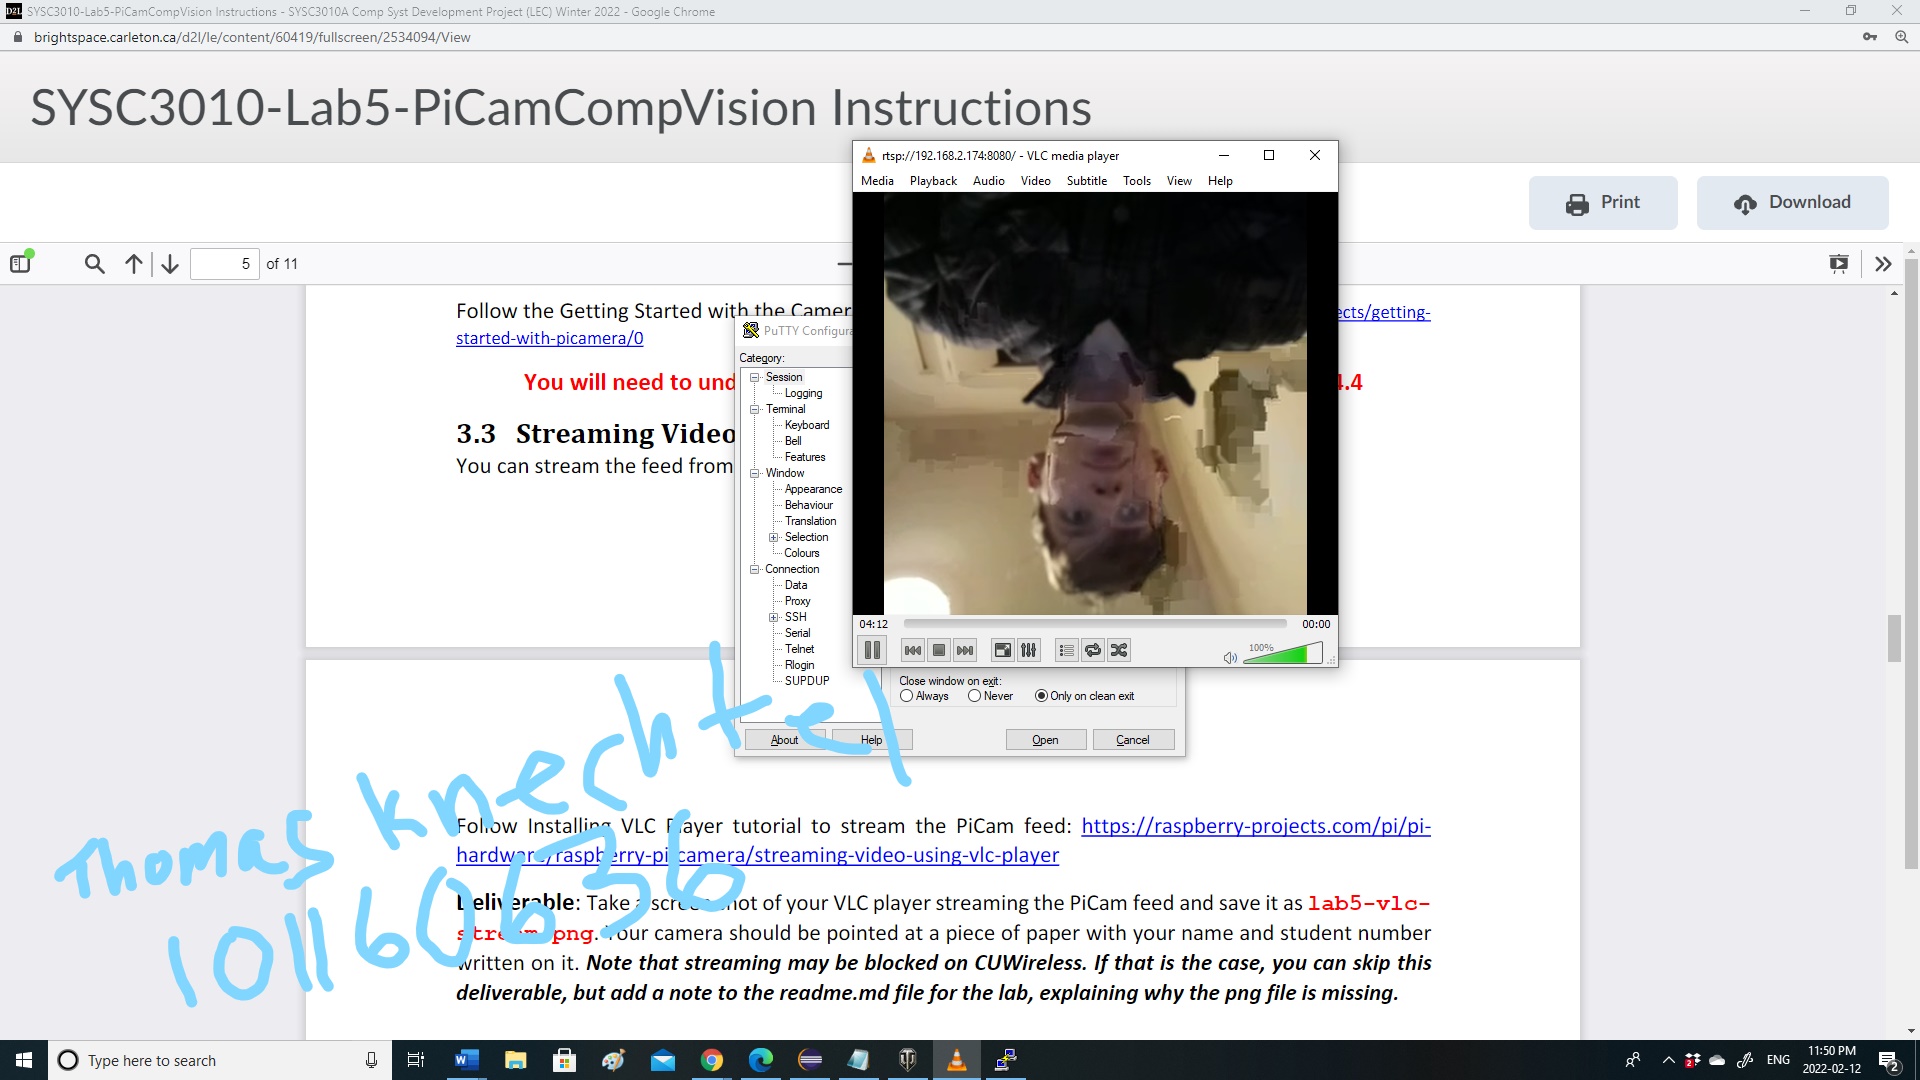 SYSC3010-Lab5-PiCamCompVision Instructions - SYSC3010A Comp Syst Development Project (LEC) Winter 2022 - Google Chrome
brightspace.carleton.ca/d2l/le/content/60419/fullscreen/2534094/View
SYSC3010-Lab5-PiCamCompVision Instructions
Print
Download
5 of 11
Follow the Getting Started with the Camer
ects/getting-
started-with-picamera/0
You will need to und
4.4
3.3 Streaming Video
You can stream the feed from
PuTTY Configura
Category:
Session
Logging
Terminal
Keyboard
Bell
Features
Window
Appearance
Behaviour
Translation
Selection
Colours
Connection
Data
Proxy
SSH
Serial
Telnet
Rlogin
SUPDUP
Close window on exit:
Always Never Only on clean exit
About Help Open Cancel
rtsp://192.168.2.174:8080/ - VLC media player
Media Playback Audio Video Subtitle Tools View Help
04:12 00:00
100%
Thomas Knechtel
101160636
Follow Installing VLC Player tutorial to stream the PiCam feed: https://raspberry-projects.com/pi/pi-
hardware/raspberry-pi-camera/streaming-video-using-vlc-player
Deliverable: Take a screenshot of your VLC player streaming the PiCam feed and save it as lab5-vlc-
stream.png. Your camera should be pointed at a piece of paper with your name and student number
written on it. Note that streaming may be blocked on CUWireless. If that is the case, you can skip this
deliverable, but add a note to the readme.md file for the lab, explaining why the png file is missing.
Type here to search
ENG
11:50 PM
2022-02-12
2